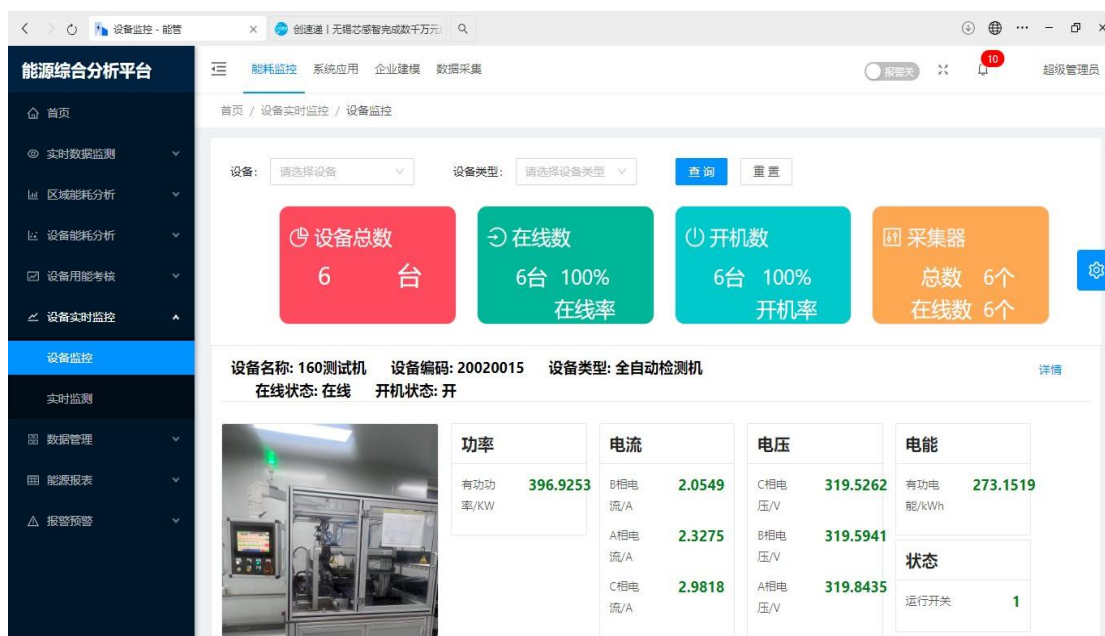 设备监控 - 能管
创速递丨无锡芯感智完成数千万元
能源综合分析平台
能耗监控 系统应用 企业建模 数据采集
报警关
10
超级管理员
首页
实时数据监测
区域能耗分析
设备能耗分析
设备用能考核
设备实时监控
设备监控
实时监测
数据管理
能源报表
报警预警
首页 / 设备实时监控 / 设备监控
设备: 请选择设备 设备类型: 请选择设备类型 查询 重置
设备总数
6 台
在线数
6台 100%
在线率
开机数
6台 100%
开机率
采集器
总数 6个
在线数 6个
设备名称: 160测试机 设备编码: 20020015 设备类型: 全自动检测机
在线状态: 在线 开机状态: 开
详情
功率
有功功率/KW 396.9253
电流
B相电流/A 2.0549
A相电流/A 2.3275
C相电流/A 2.9818
电压
C相电压/V 319.5262
B相电压/V 319.5941
A相电压/V 319.8435
电能
有功电能/kWh 273.1519
状态
运行开关 1